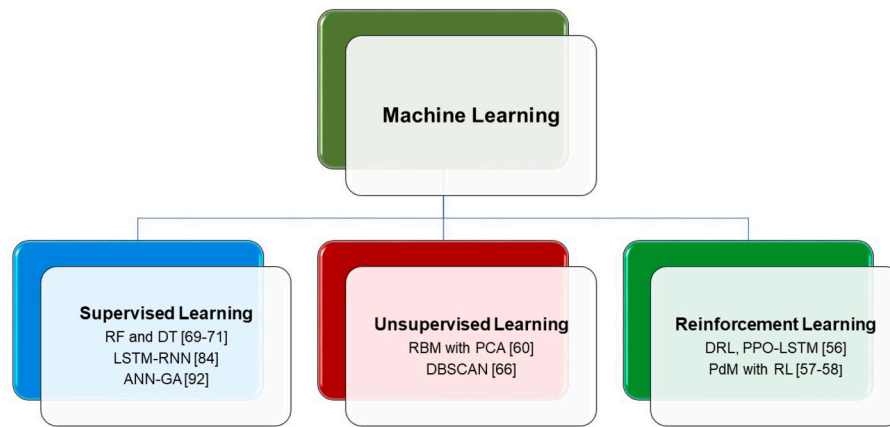 Machine Learning
Supervised Learning
RF and DT [69-71]
LSTM-RNN [84]
ANN-GA[92]
Unsupervised Learning
RBM with PCA [60]
DBSCAN [66]
Reinforcement Learning
DRL, PPO-LSTM [56]
PdM with RL [57-58]